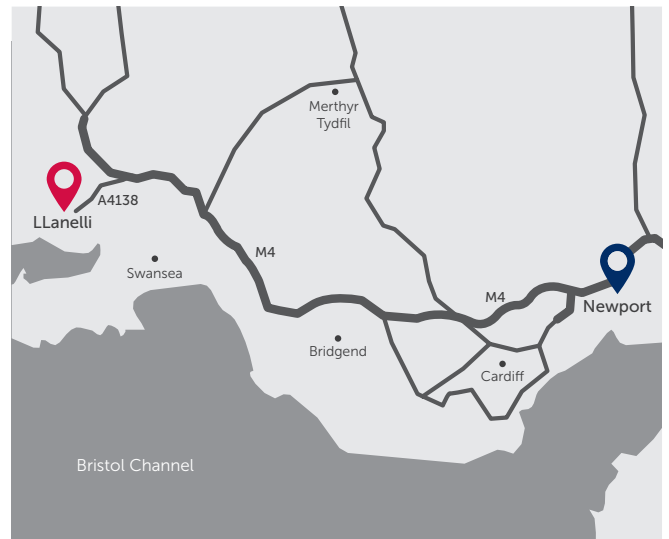 Merthyr
Tydfil
A4138
LLanelli
M4
Swansea
M4
Newport
Bridgend
Cardiff
Bristol Channel